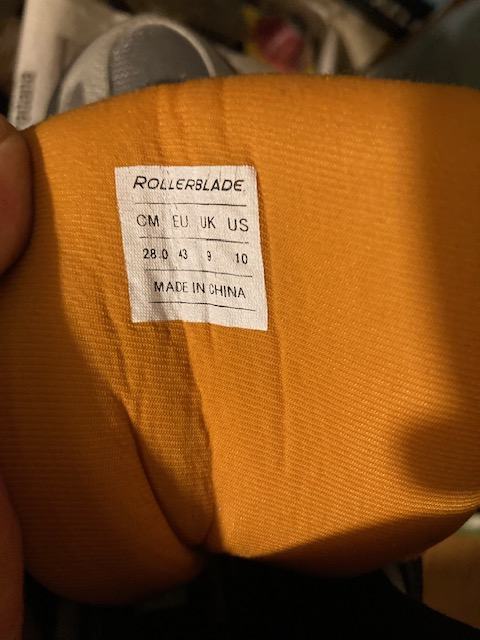 ROLLERBLADE
CM EU UK US
28.0 43 9 10
MADE IN CHINA